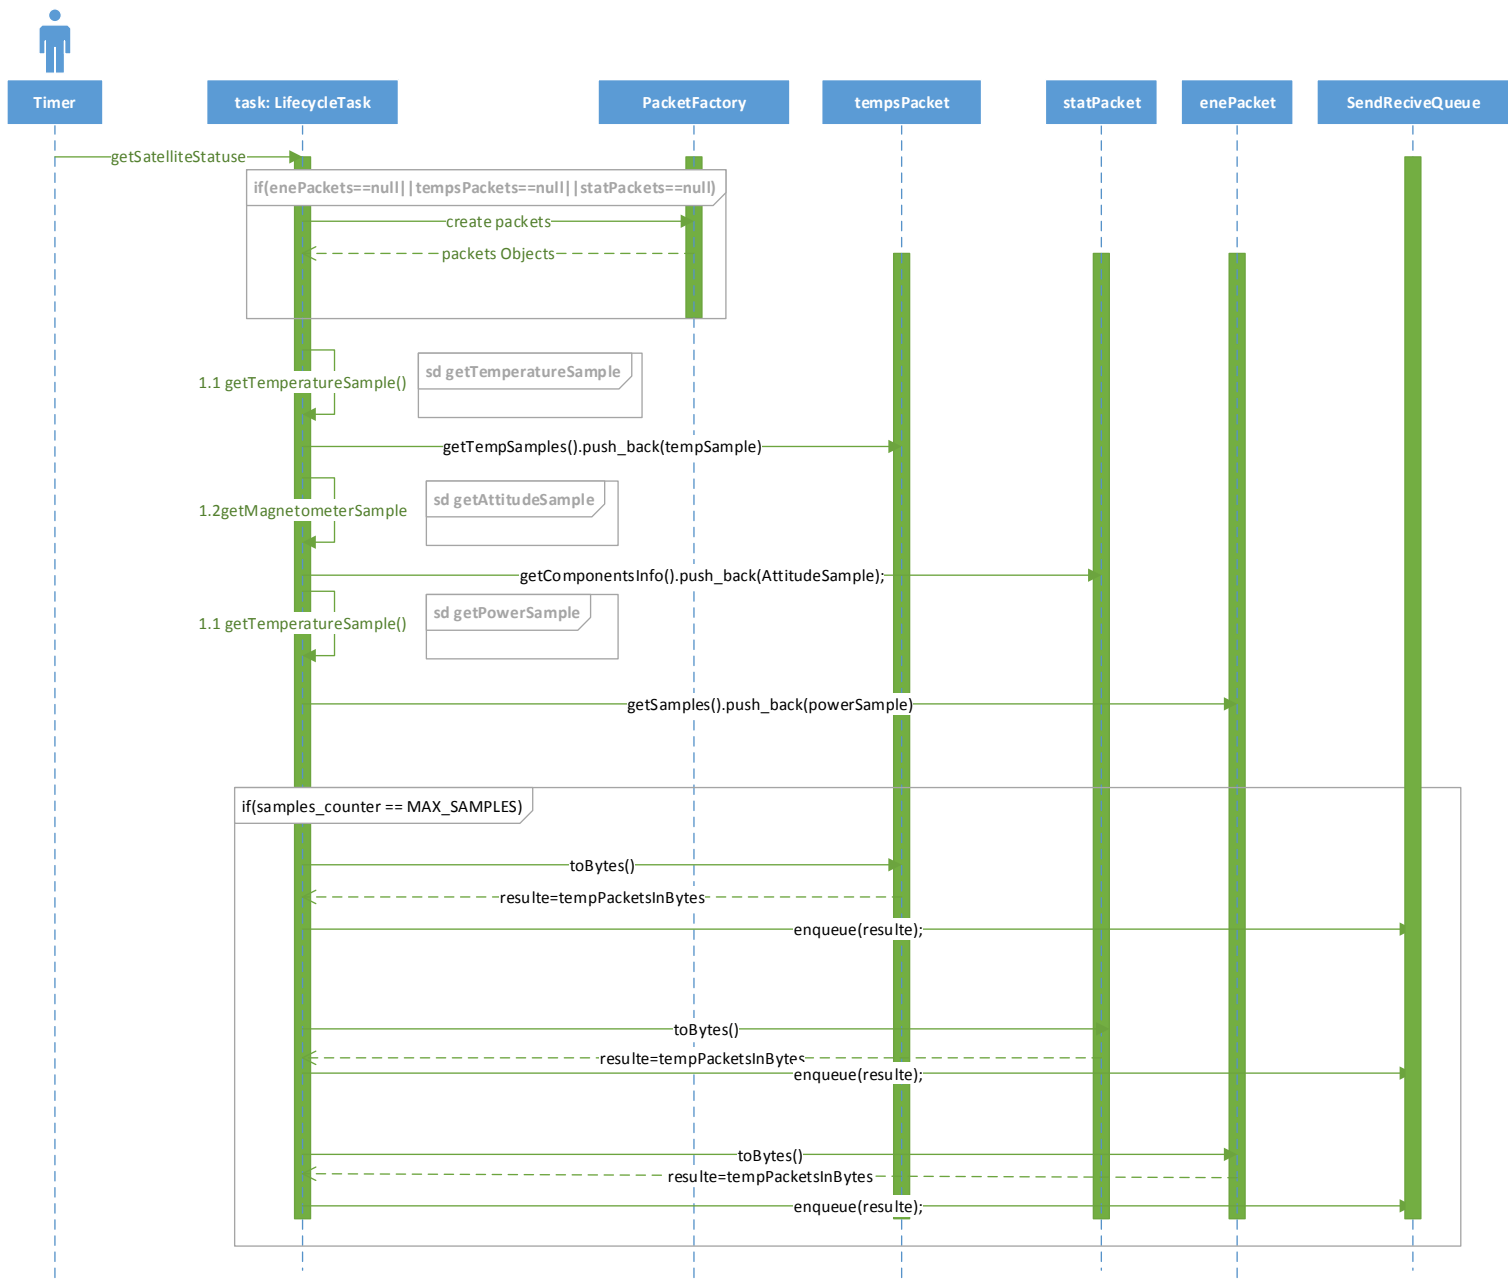 Timer
task: LifecycleTask
PacketFactory
tempsPacket
statPacket
enePacket
SendReciveQueue
getSatelliteStatuse
if(enePackets==null||tempsPackets==null||statPackets==null)
create packets
packets Objects
1.1 getTemperatureSample()
sd getTemperatureSample
getTempSamples().push_back(tempSample)
1.2getMagnetometerSample
sd getAttitudeSample
getComponentsInfo().push_back(AttitudeSample);
1.1 getTemperatureSample()
sd getPowerSample
getSamples().push_back(powerSample)
if(samples_counter == MAX_SAMPLES)
toBytes()
resulte=tempPacketsInBytes
enqueue(resulte);
toBytes()
resulte=tempPacketsInBytes
enqueue(resulte);
toBytes()
resulte=tempPacketsInBytes
enqueue(resulte);